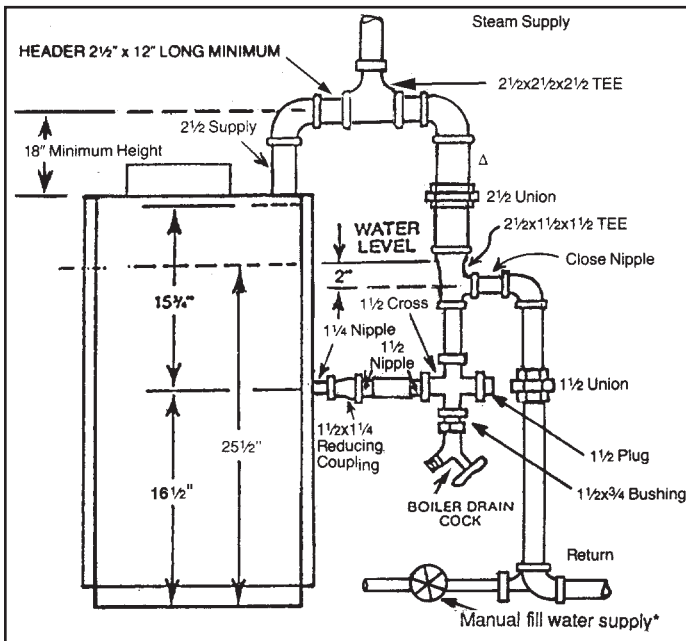 Steam Supply
HEADER 2½" x 12" LONG MINIMUM
2½x2½x2½ TEE
2½ Supply
18" Minimum Height
Δ
2½ Union
WATER
LEVEL
2½x1½x1½ TEE
Close Nipple
2"
15¾"
1½ Cross
1¼ Nipple
1½
Nipple
1½ Union
1½x1¼
Reducing
Coupling
25½"
1½ Plug
16½"
1½x¾ Bushing
BOILER DRAIN
COCK
Return
Manual fill water supply*